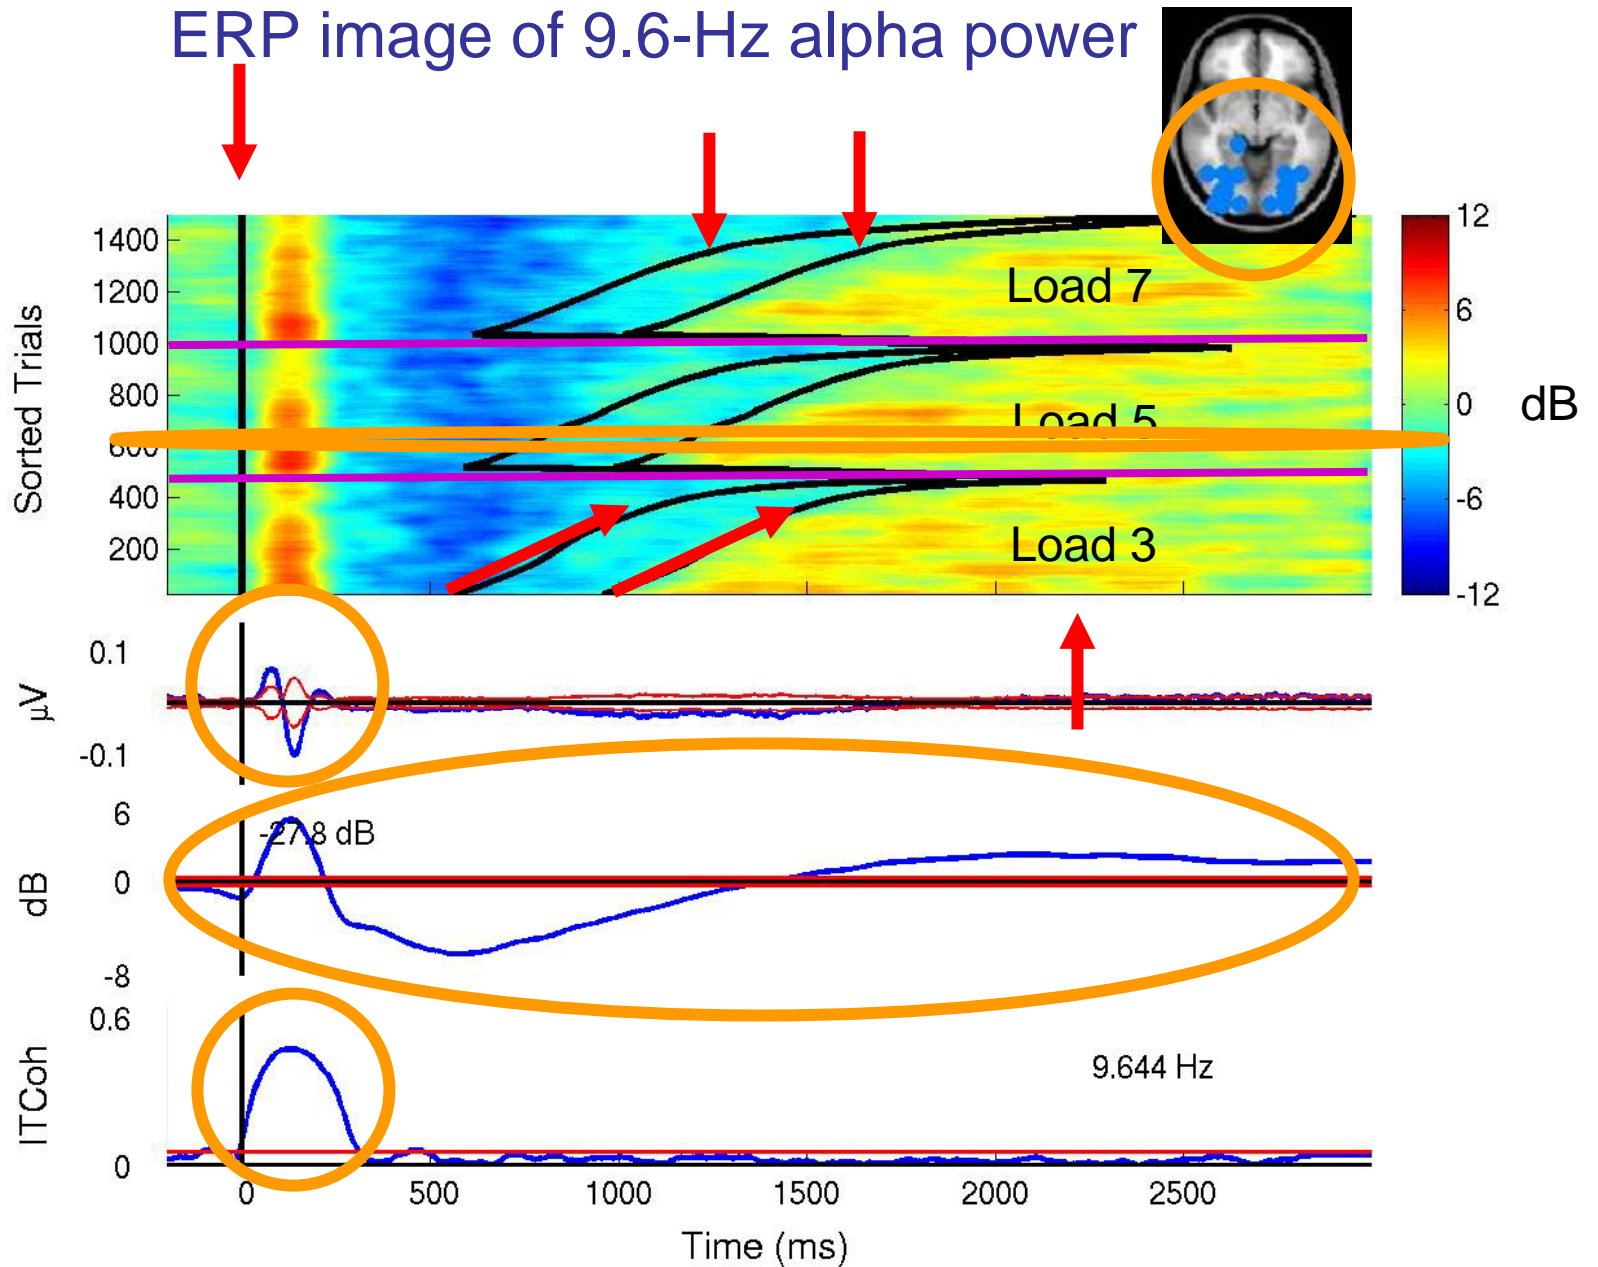 ERP image of 9.6-Hz alpha power
12
6
0
-6
-12
dB
Sorted Trials
1400
1200
1000
800
600
400
200
Load 7
Load 5
Load 3
µV
0.1
-0.1
dB
6
0
-8
-27.8 dB
ITCoh
0.6
0
9.644 Hz
0 500 1000 1500 2000 2500
Time (ms)